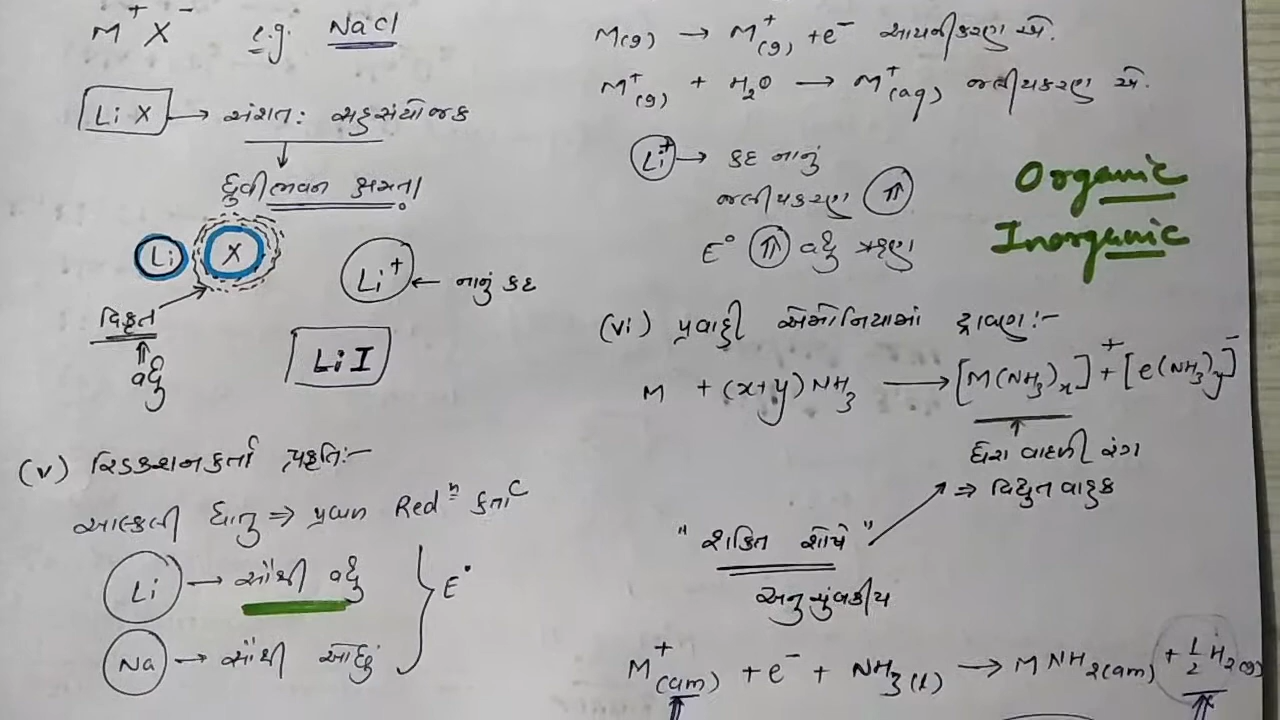 M⁺X⁻ e.g. NaCl
LiX → અંશત: સહસંયોજક
↓
ધ્રુવીભવન ક્ષમતા
Li X
વિકૃત
⇑
વધુ
Li⁺ ← નાનું કદ
LiI
(v) રિડક્શનકર્તા પ્રકૃતિ:-
આલ્કલી ધાતુ ⇒ પ્રબળ Redⁿ કર્તા C
Li → સૌથી વધુ
Na → સૌથી ઓછું
} E°
M(g) → M⁺(g) + e⁻ આયનીકરણ એ.
M⁺(g) + H₂O → M⁺(aq) જલીયકરણ એ.
Li⁺ → કદ નાનું
જલીયકરણ ⇑
E° ⇑ વધુ ઋણ
Organic
Inorganic
(vi) પ્રવાહી એમોનિયામાં દ્રાવણ:-
M + (x+y) NH₃ → [M(NH₃)ₓ]⁺ + [e(NH₃)y]⁻
↑
ઘેરા વાદળી રંગ
⇒ વિદ્યુત વાહક
" શક્તિ શોષે "
અનુચુંબકીય
M⁺(am) + e⁻ + NH₃(l) → MNH₂(am) + ½ H₂(g)